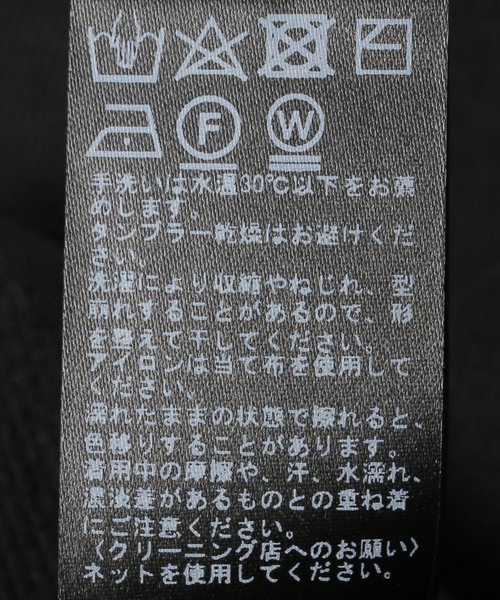 F W
手洗いは水温30℃以下をお薦
めします。
タンブラー乾燥はお避けくだ
さい。
洗濯により収縮やねじれ、型
崩れすることがあるので、形
を整えて干してください。
アイロンは当て布を使用して
ください。
濡れたままの状態で擦れると、
色移りすることがあります。
着用中の摩擦や、汗、水濡れ、
濃淡差があるものとの重ね着
にご注意ください。
〈クリーニング店へのお願い〉
ネットを使用してください。